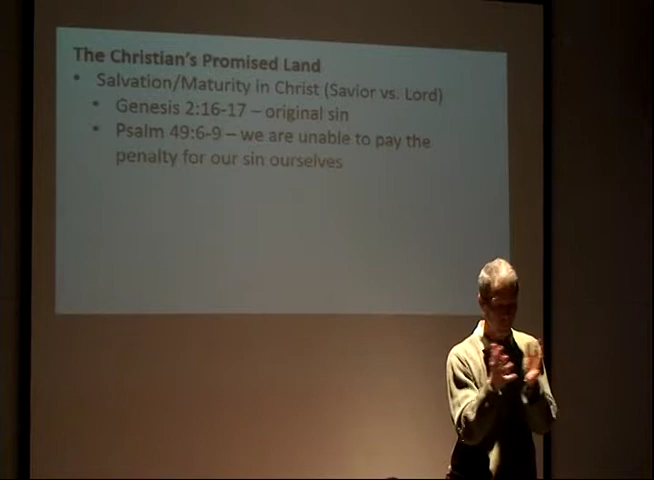 The Christian's Promised Land
• Salvation/Maturity in Christ (Savior vs. Lord)
• Genesis 2:16-17 – original sin
• Psalm 49:6-9 – we are unable to pay the
penalty for our sin ourselves